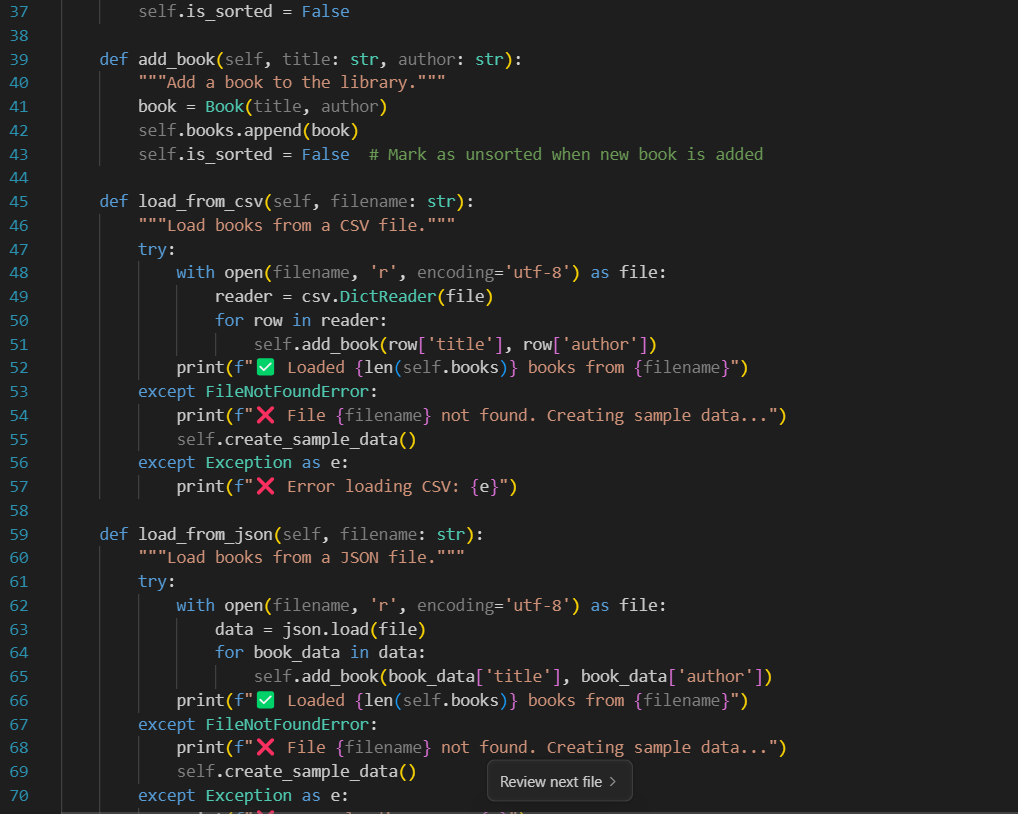 37 self.is_sorted = False
38
39 def add_book(self, title: str, author: str):
40 """Add a book to the library."""
41 book = Book(title, author)
42 self.books.append(book)
43 self.is_sorted = False  # Mark as unsorted when new book is added
44
45 def load_from_csv(self, filename: str):
46 """Load books from a CSV file."""
47 try:
48 with open(filename, 'r', encoding='utf-8') as file:
49 reader = csv.DictReader(file)
50 for row in reader:
51 self.add_book(row['title'], row['author'])
52 print(f"✅ Loaded {len(self.books)} books from {filename}")
53 except FileNotFoundError:
54 print(f"❌ File {filename} not found. Creating sample data...")
55 self.create_sample_data()
56 except Exception as e:
57 print(f"❌ Error loading CSV: {e}")
58
59 def load_from_json(self, filename: str):
60 """Load books from a JSON file."""
61 try:
62 with open(filename, 'r', encoding='utf-8') as file:
63 data = json.load(file)
64 for book_data in data:
65 self.add_book(book_data['title'], book_data['author'])
66 print(f"✅ Loaded {len(self.books)} books from {filename}")
67 except FileNotFoundError:
68 print(f"❌ File {filename} not found. Creating sample data...")
69 self.create_sample_data()
70 except Exception as e:
Review next file >